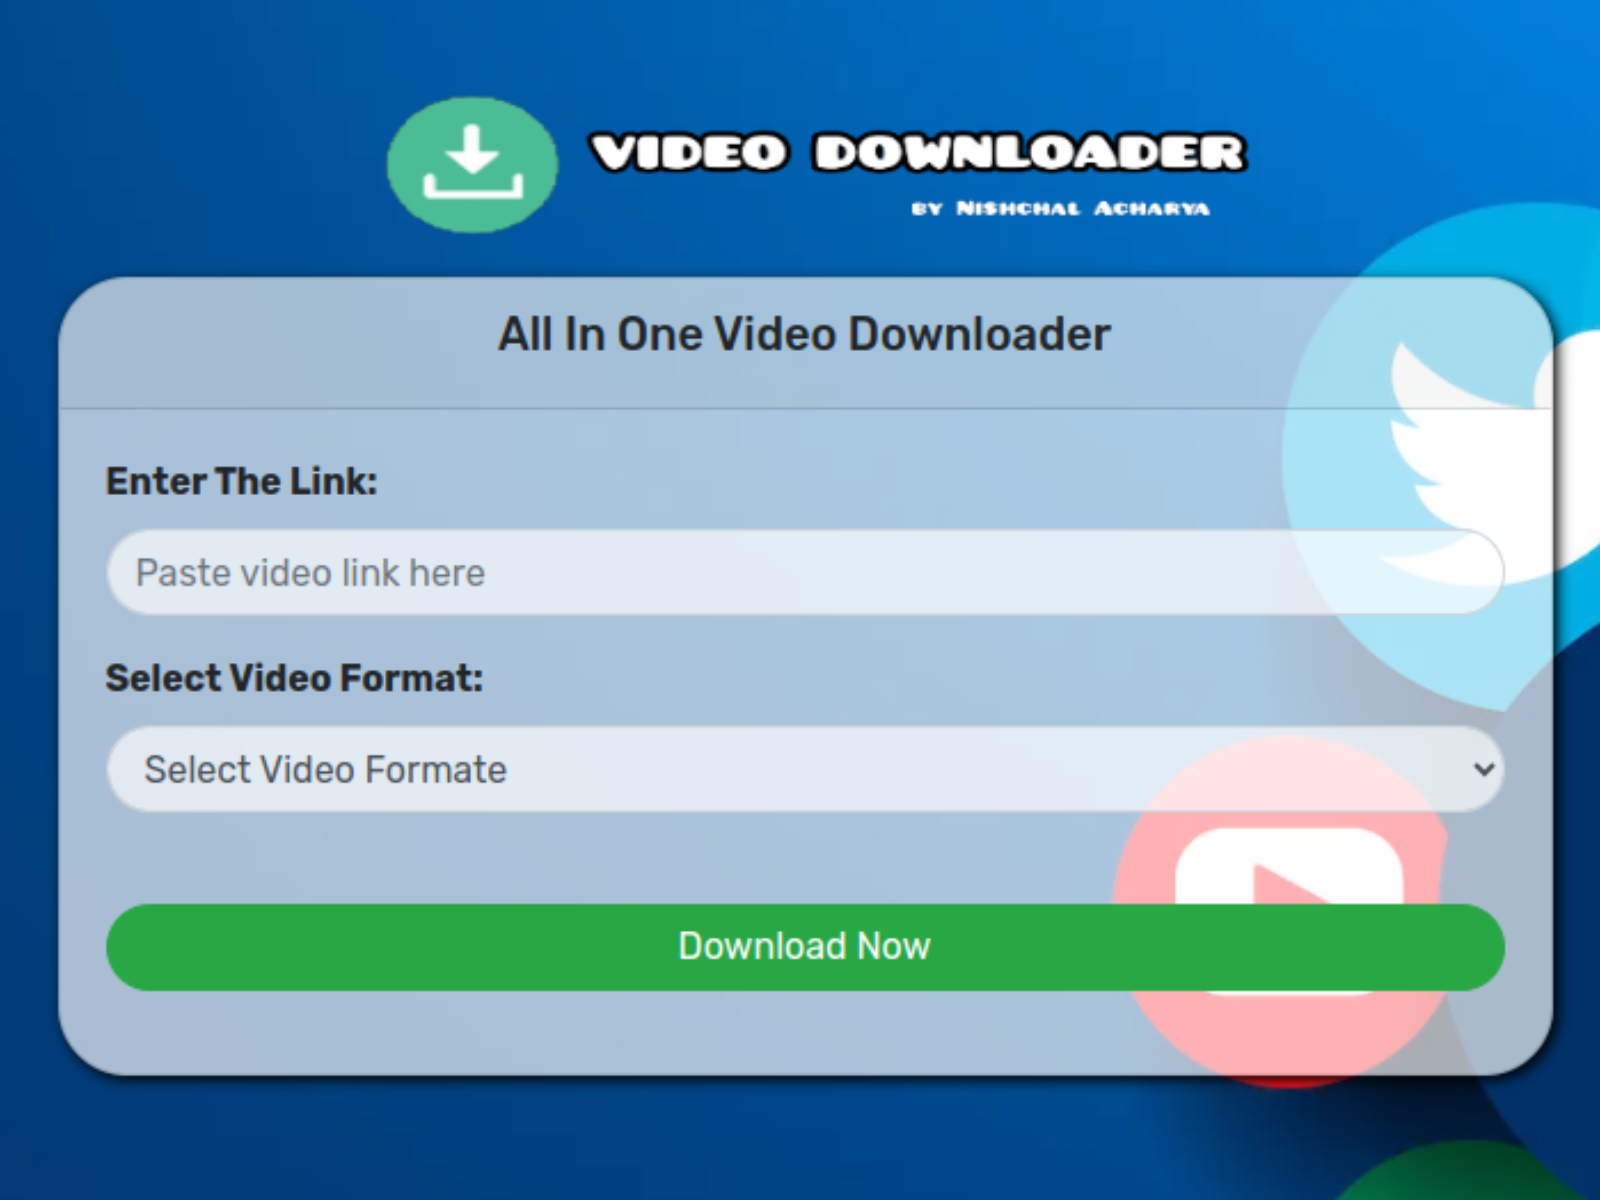 VIDEO DOWNLOADER
BY NISHCHAL ACHARYA
All In One Video Downloader
Enter The Link:
Paste video link here
Select Video Format:
Select Video Formate
Download Now